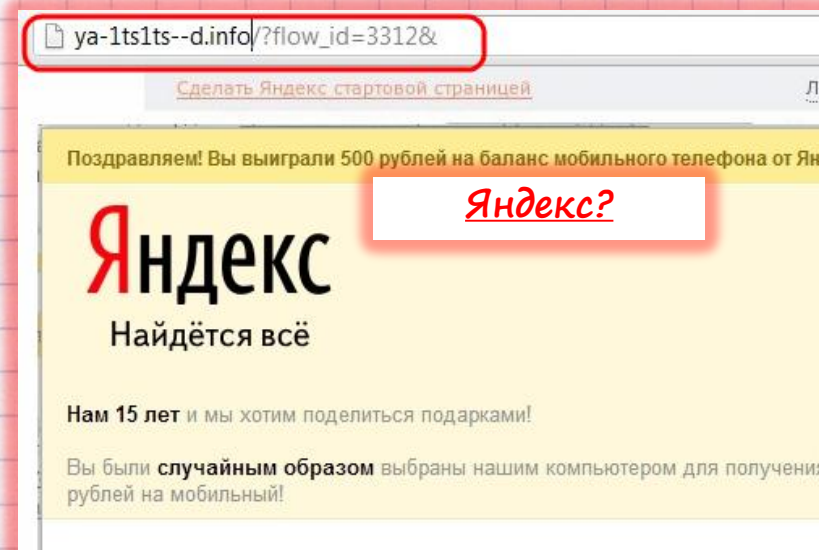 ya-1ts1ts--d.info/?flow_id=3312&
Сделать Яндекс стартовой страницей
Поздравляем! Вы выиграли 500 рублей на баланс мобильного телефона от Ян
Яндекс?
Яндекс
Найдётся всё
Нам 15 лет и мы хотим поделиться подарками!
Вы были случайным образом выбраны нашим компьютером для получения
рублей на мобильный!